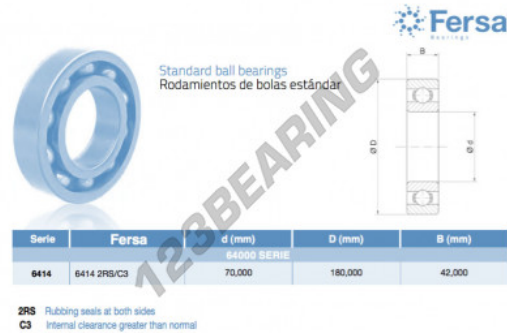 Fersa
Bearings
Standard ball bearings
Rodamientos de bolas estándar
B
Ø D
Ø d
123BEARING
Serie Fersa d (mm) D (mm) B (mm)
64000 SERIE
6414 6414 2RS/C3 70,000 180,000 42,000
2RS Rubbing seals at both sides
C3 Internal clearance greater than normal